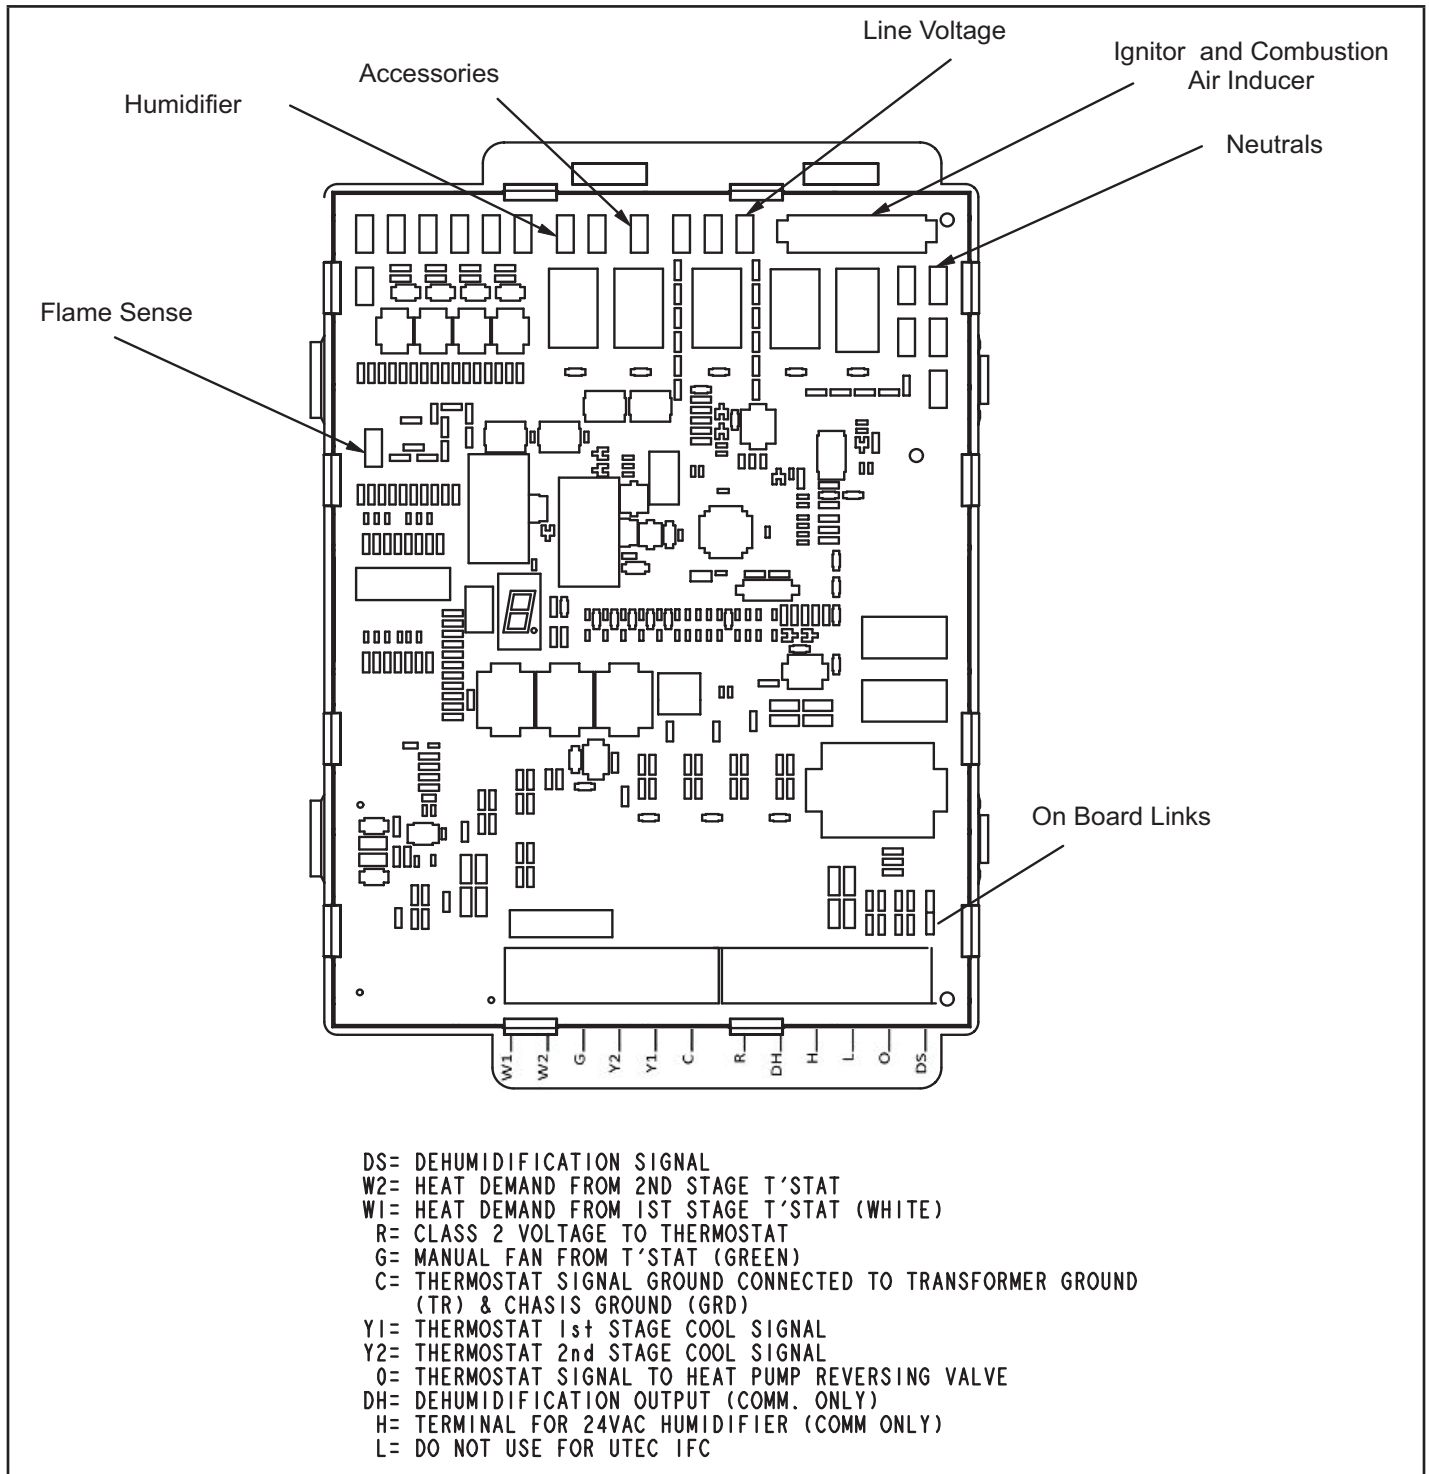 Line Voltage
Ignitor and Combustion
Air Inducer
Accessories
Humidifier
Neutrals
Flame Sense
On Board Links
W1
W2
G
Y2
Y1
C
R
DH
H
L
O
DS
DS= DEHUMIDIFICATION SIGNAL
W2= HEAT DEMAND FROM 2ND STAGE T'STAT
W1= HEAT DEMAND FROM 1ST STAGE T'STAT (WHITE)
R= CLASS 2 VOLTAGE TO THERMOSTAT
G= MANUAL FAN FROM T'STAT (GREEN)
C= THERMOSTAT SIGNAL GROUND CONNECTED TO TRANSFORMER GROUND
(TR) & CHASIS GROUND (GRD)
Y1= THERMOSTAT 1st STAGE COOL SIGNAL
Y2= THERMOSTAT 2nd STAGE COOL SIGNAL
O= THERMOSTAT SIGNAL TO HEAT PUMP REVERSING VALVE
DH= DEHUMIDIFICATION OUTPUT (COMM. ONLY)
H= TERMINAL FOR 24VAC HUMIDIFIER (COMM ONLY)
L= DO NOT USE FOR UTEC IFC